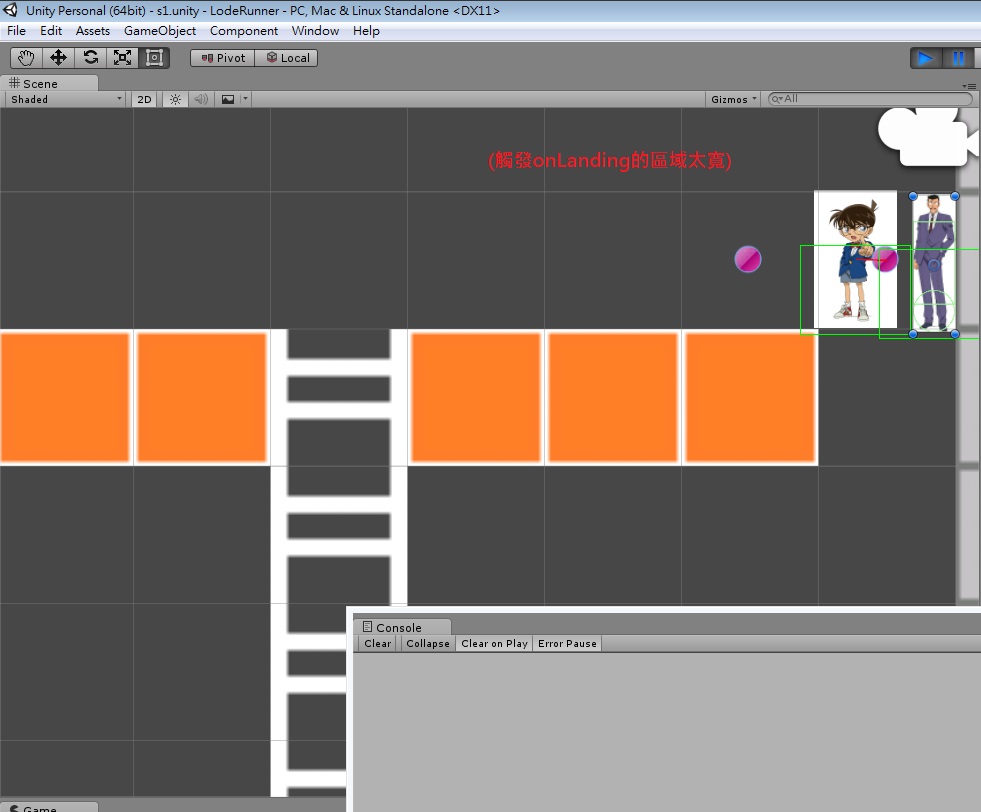 Unity Personal (64bit) - s1.unity - LodeRunner - PC, Mac & Linux Standalone <DX11>
File Edit Assets GameObject Component Window Help
Pivot Local
Scene
Shaded 2D Gizmos All
(觸發onLanding的區域太寬)
Console
Clear Collapse Clear on Play Error Pause
Game